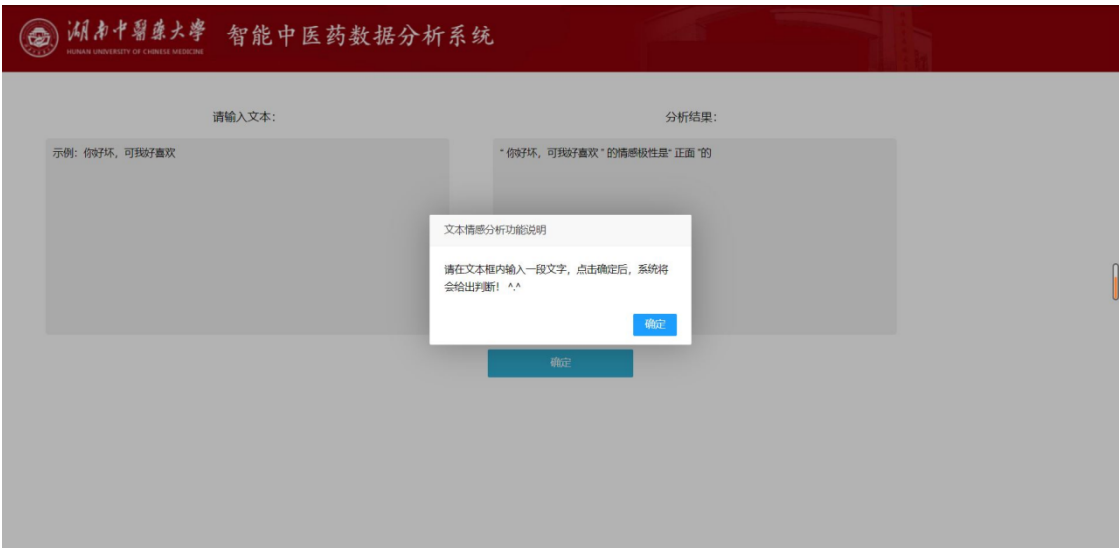 湖南中醫藥大學 智能中医药数据分析系统
HUNAN UNIVERSITY OF CHINESE MEDICINE
请输入文本：
分析结果：
示例：你好坏，可我好喜欢
“ 你好坏，可我好喜欢 ” 的情感极性是“ 正面 ”的
文本情感分析功能说明
请在文本框内输入一段文字，点击确定后，系统将
会给出判断！ ^.^
确定
确定